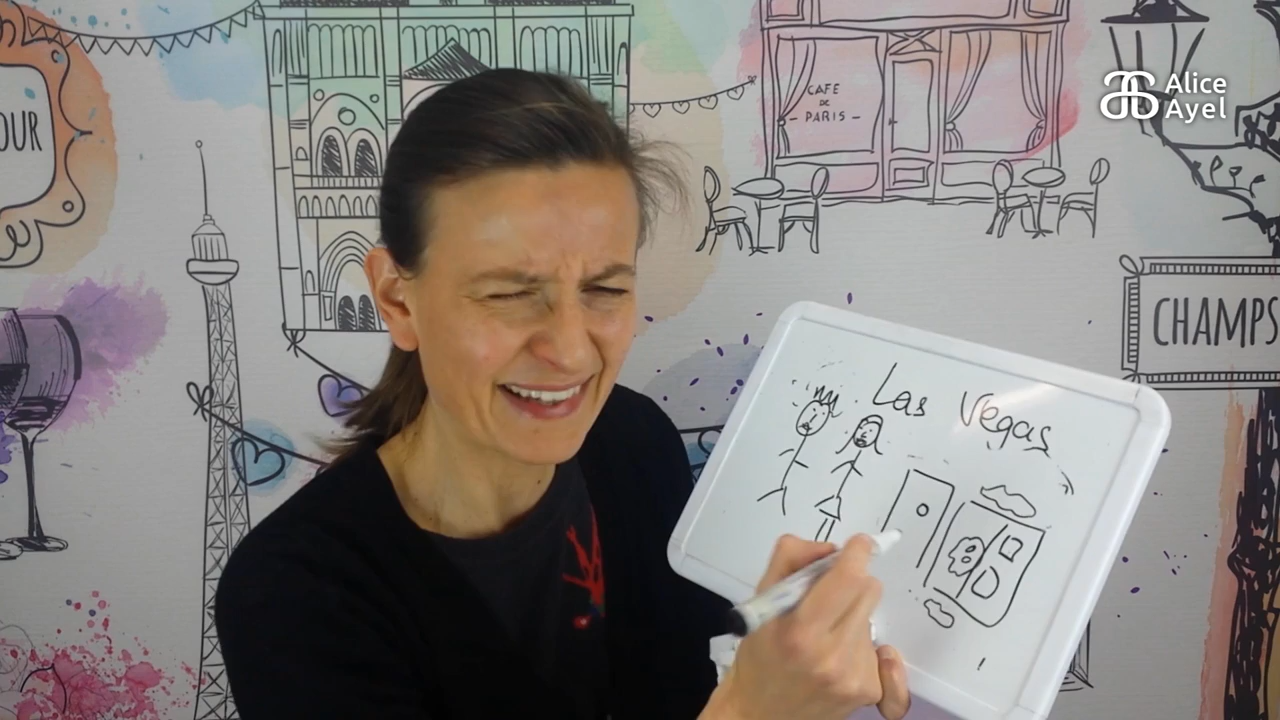 OUR
CAFE
DE
- PARIS -
Alice
Ayel
CHAMPS
Las Vegas